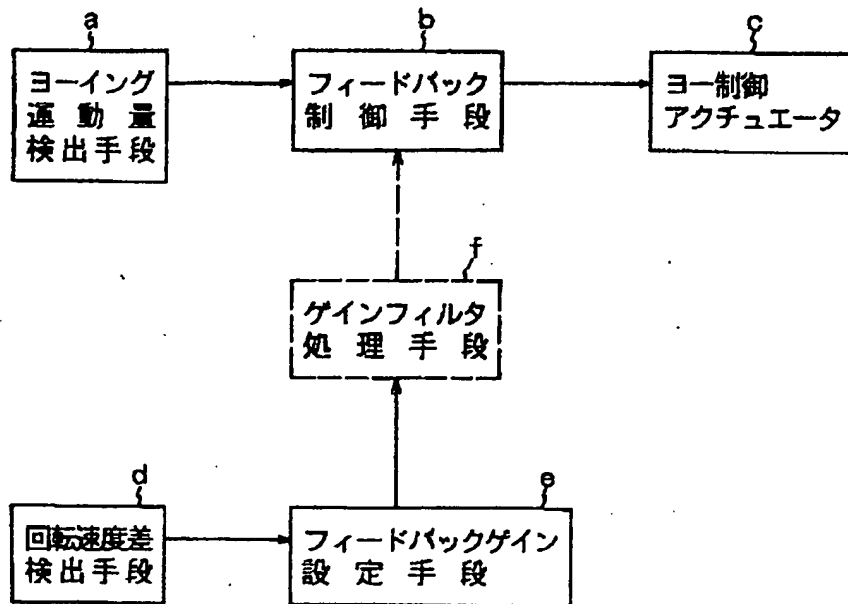 a
ヨーイング
運動量
検出手段
b
フィードバック
制御手段
c
ヨー制御
アクチュエータ
f
ゲインフィルタ
処理手段
d
回転速度差
検出手段
e
フィードバックゲイン
設定手段